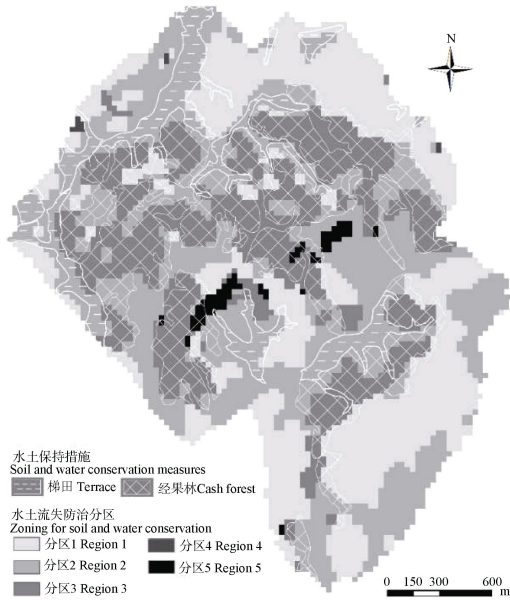 N
水土保持措施
Soil and water conservation measures
梯田 Terrace 经果林Cash forest
水土流失防治分区
Zoning for soil and water conservation
分区1 Region 1 分区4 Region 4
分区2 Region 2 分区5 Region 5
分区3 Region 3
0 150 300 600
m